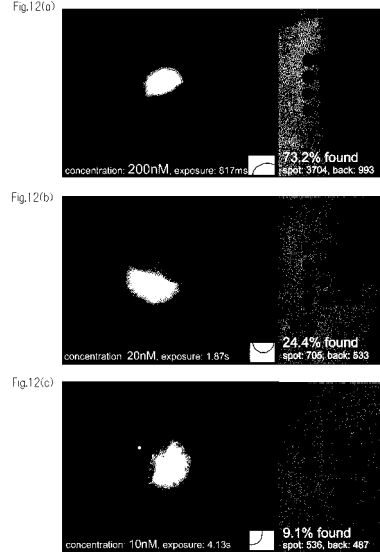 Fig.12(a)
concentration: 200nM, exposure: 817ms
73.2% found
spot: 3704, back: 993
Fig.12(b)
concentration 20nM, exposure: 1.87s
24.4% found
spot: 705, back: 533
Fig.12(c)
concentration: 10nM, exposure: 4.13s
9.1% found
spot: 536, back: 487